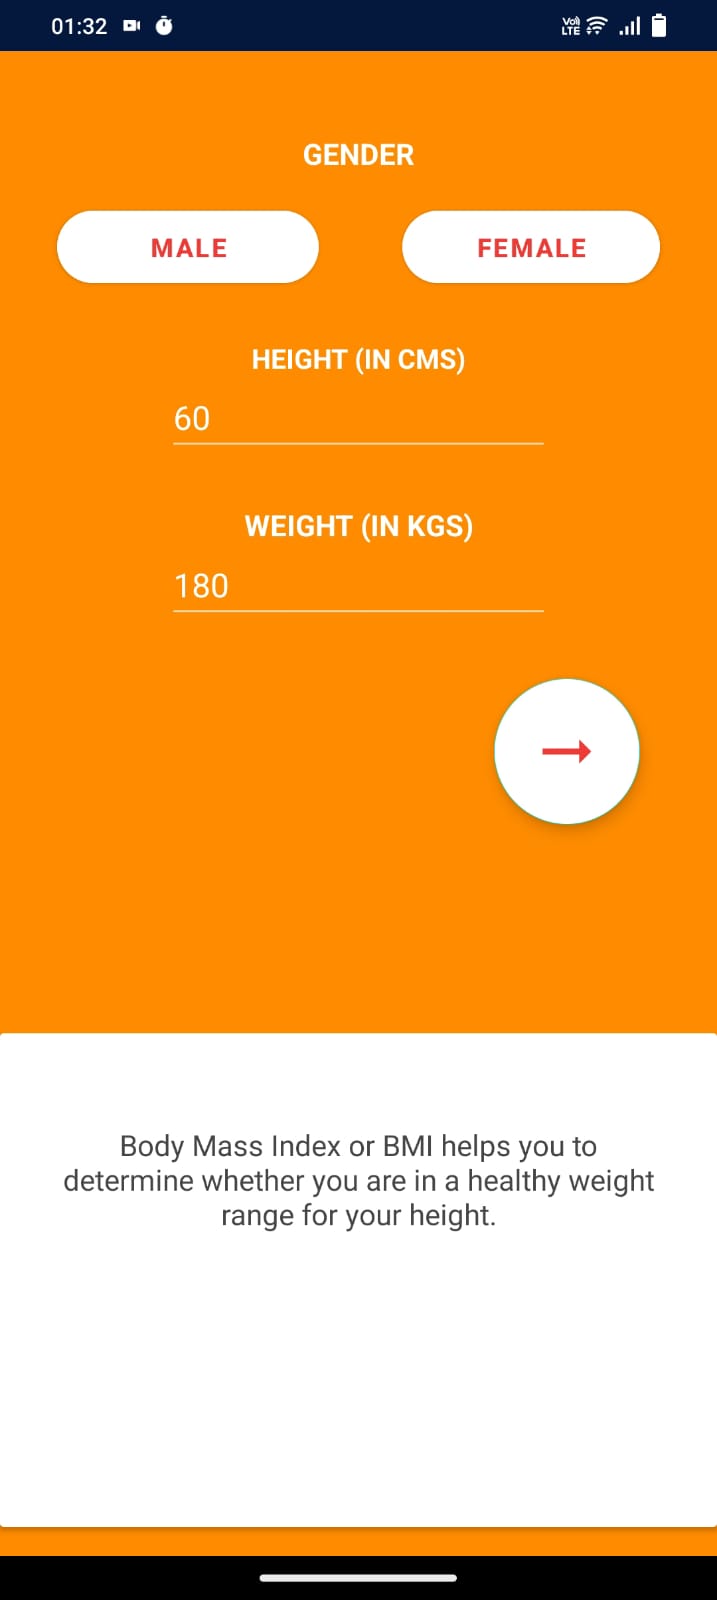 01:32
Vo)) LTE
GENDER
MALE
FEMALE
HEIGHT (IN CMS)
60
WEIGHT (IN KGS)
180
Body Mass Index or BMI helps you to
determine whether you are in a healthy weight
range for your height.